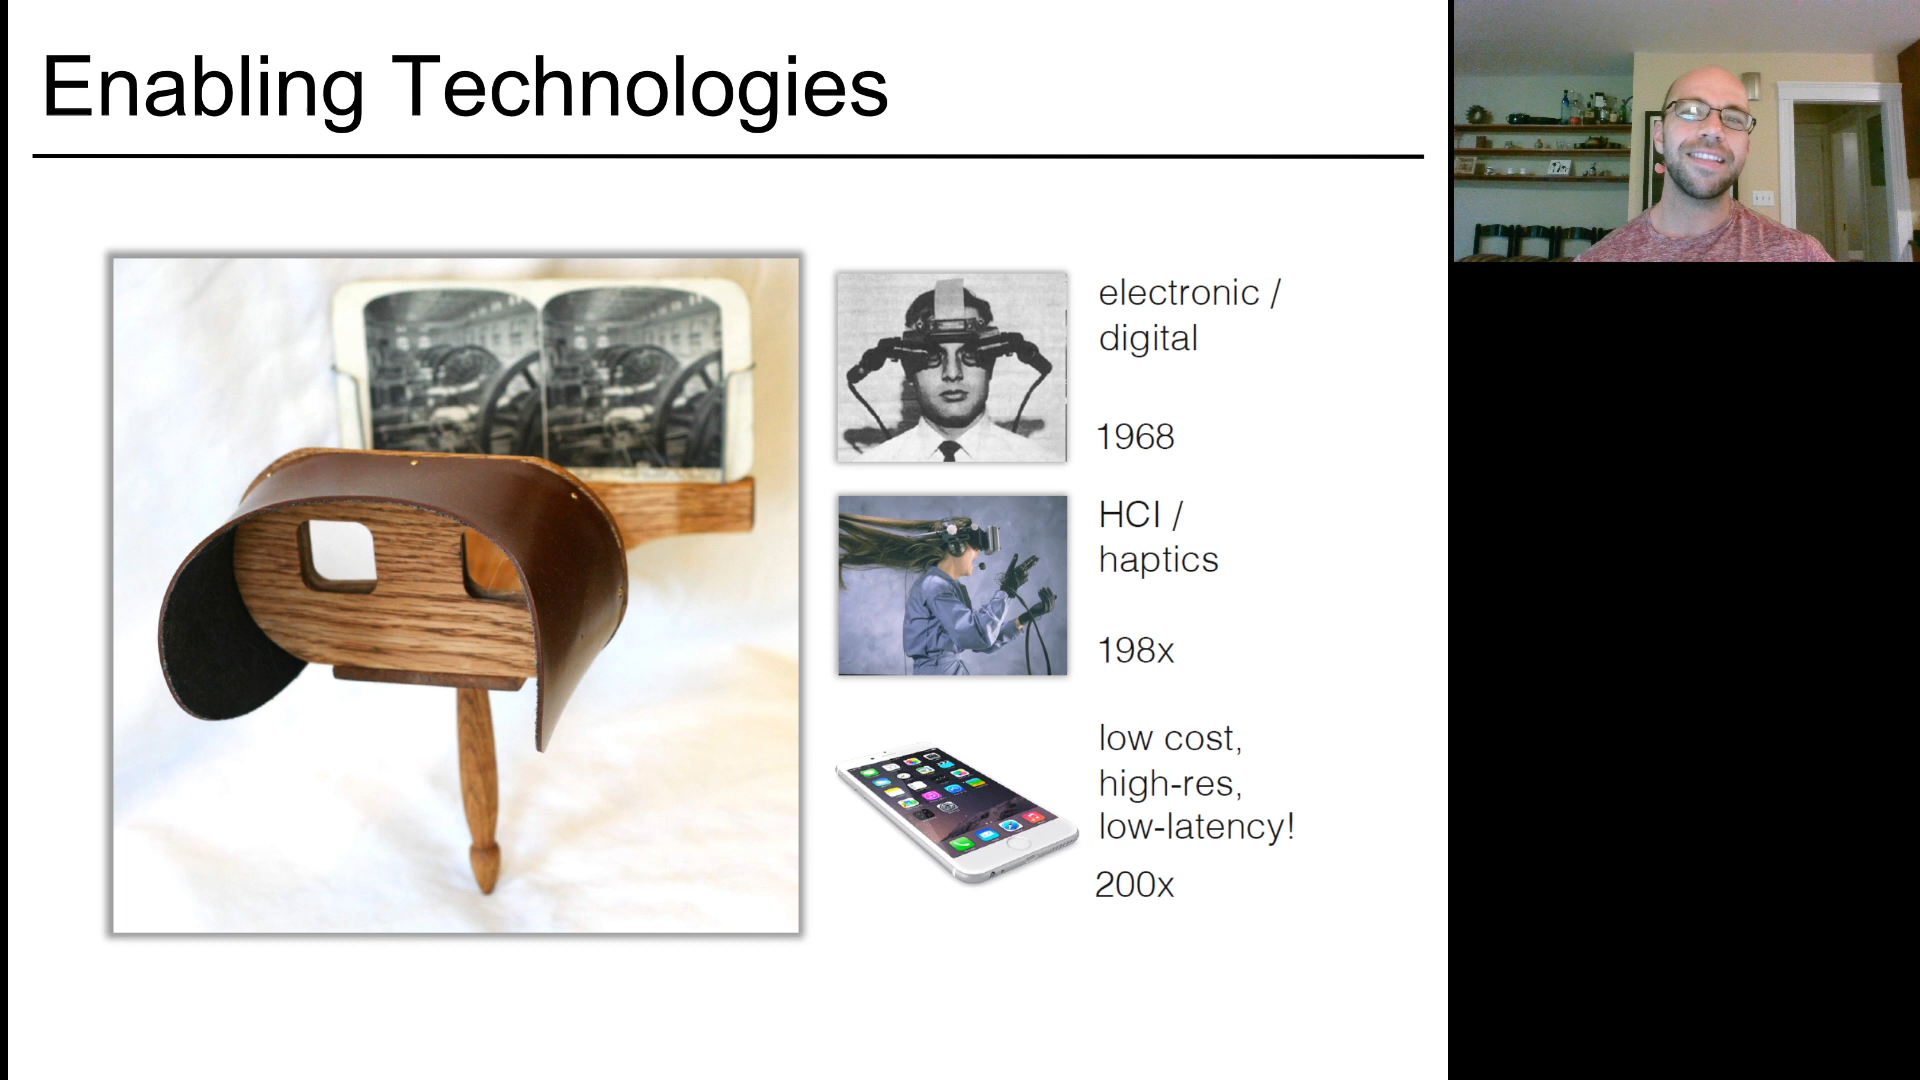 Enabling Technologies
electronic /
digital
1968
HCI /
haptics
198x
low cost,
high-res,
low-latency!
200x